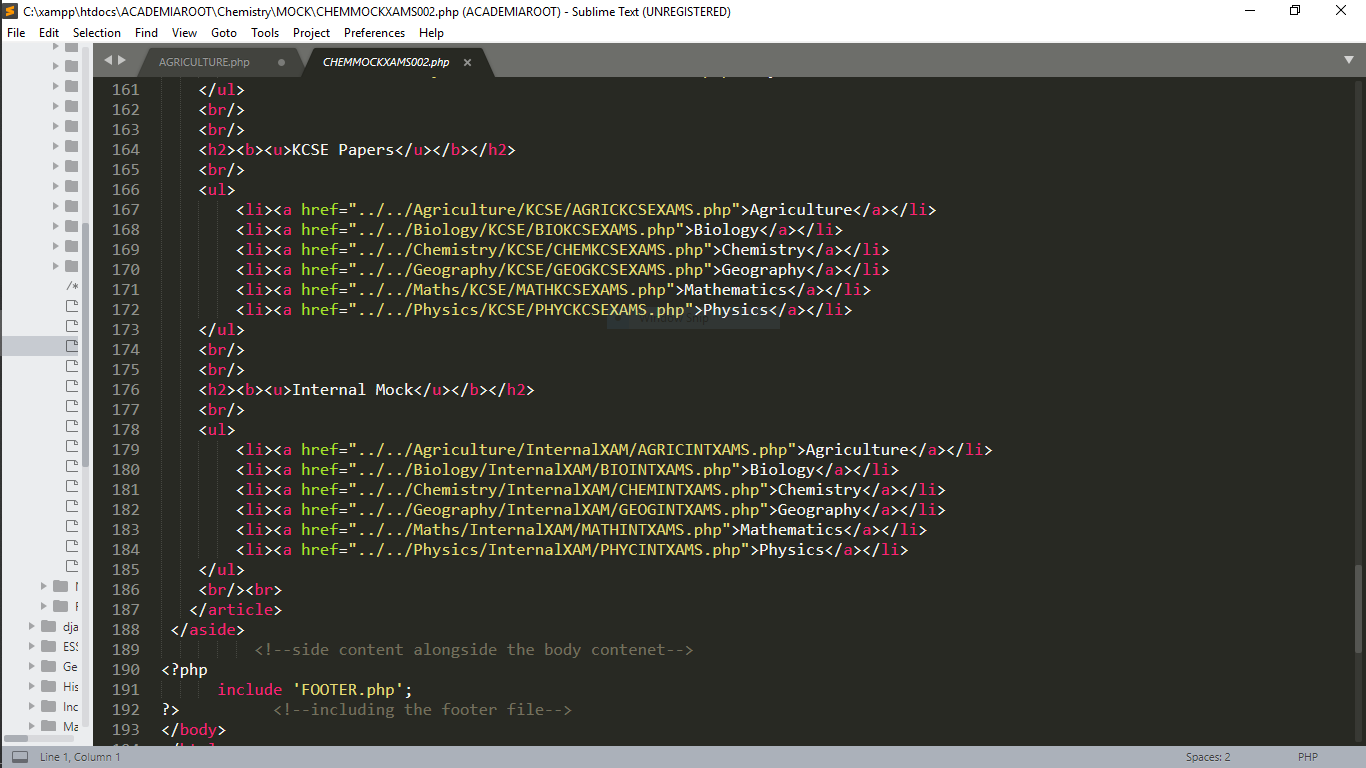 C:\xampp\htdocs\ACADEMIAROOT\Chemistry\MOCK\CHEMMOCKXAMS002.php (ACADEMIAROOT) - Sublime Text (UNREGISTERED)
File Edit Selection Find View Goto Tools Project Preferences Help
AGRICULTURE.php CHEMMOCKXAMS002.php ×
161 </ul>
162 <br/>
163 <br/>
164 <h2><b><u>KCSE Papers</u></b></h2>
165 <br/>
166 <ul>
167 <li><a href="../../Agriculture/KCSE/AGRICKCSEXAMS.php">Agriculture</a></li>
168 <li><a href="../../Biology/KCSE/BIOKCSEXAMS.php">Biology</a></li>
169 <li><a href="../../Chemistry/KCSE/CHEMKCSEXAMS.php">Chemistry</a></li>
170 <li><a href="../../Geography/KCSE/GEOGKCSEXAMS.php">Geography</a></li>
171 <li><a href="../../Maths/KCSE/MATHKCSEXAMS.php">Mathematics</a></li>
172 <li><a href="../../Physics/KCSE/PHYCKCSEXAMS.php">Physics</a></li>
173 </ul>
174 <br/>
175 <br/>
176 <h2><b><u>Internal Mock</u></b></h2>
177 <br/>
178 <ul>
179 <li><a href="../../Agriculture/InternalXAM/AGRICINTXAMS.php">Agriculture</a></li>
180 <li><a href="../../Biology/InternalXAM/BIOINTXAMS.php">Biology</a></li>
181 <li><a href="../../Chemistry/InternalXAM/CHEMINTXAMS.php">Chemistry</a></li>
182 <li><a href="../../Geography/InternalXAM/GEOGINTXAMS.php">Geography</a></li>
183 <li><a href="../../Maths/InternalXAM/MATHINTXAMS.php">Mathematics</a></li>
184 <li><a href="../../Physics/InternalXAM/PHYCINTXAMS.php">Physics</a></li>
185 </ul>
186 <br/><br>
187 </article>
188 </aside>
189 <!--side content alongside the body contenet-->
190 <?php
191 include 'FOOTER.php';
192 ?> <!--including the footer file-->
193 </body>
/*
dja
ESS
Ge
His
Inc
Ma
Line 1, Column 1 Spaces: 2 PHP